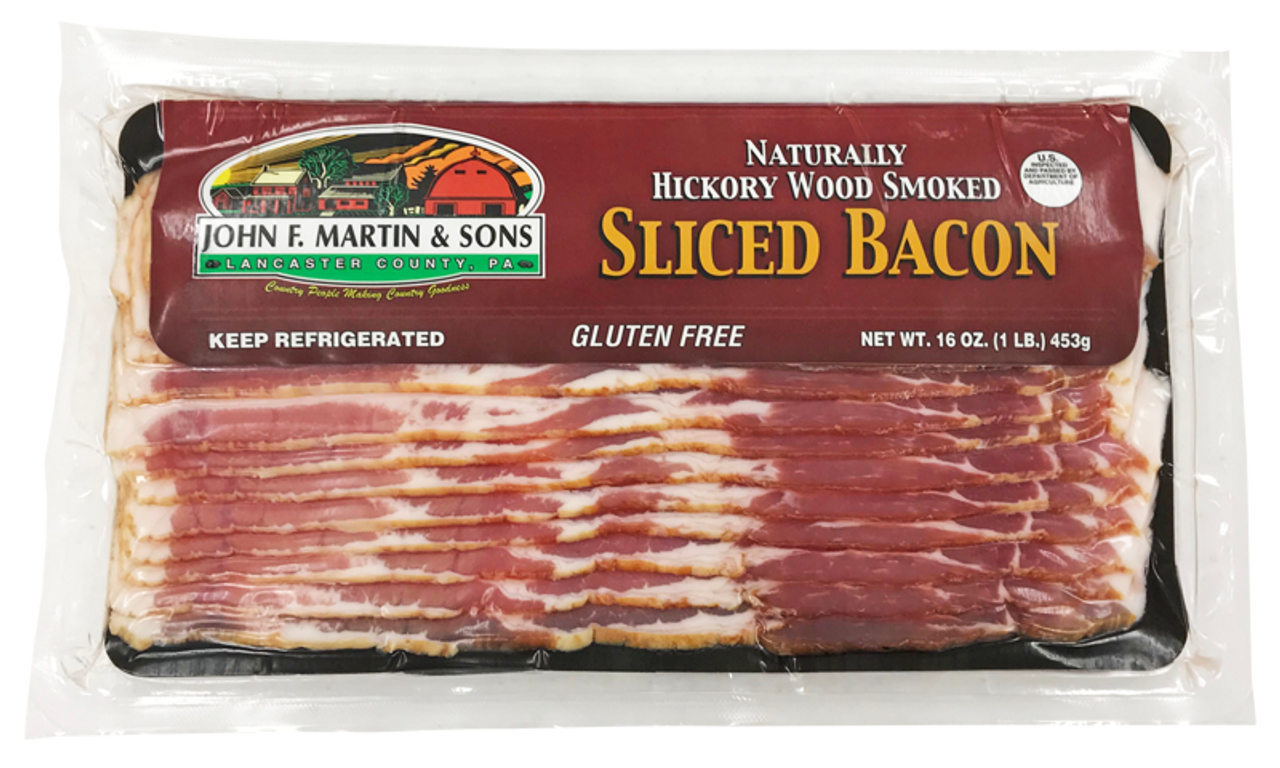 NATURALLY
HICKORY WOOD SMOKED
SLICED BACON
U.S.
INSPECTED
AND PASSED BY
DEPARTMENT OF
AGRICULTURE
JOHN F. MARTIN & SONS
LANCASTER COUNTY, PA
Country People Making Country Goodness
KEEP REFRIGERATED
GLUTEN FREE
NET WT. 16 OZ. (1 LB.) 453g